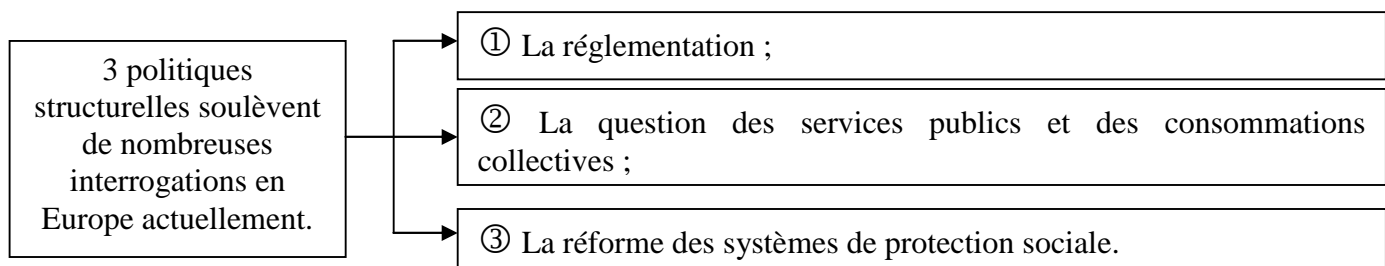 3 politiques
structurelles soulèvent
de nombreuses
interrogations en
Europe actuellement.
① La réglementation ;
② La question des services publics et des consommations
collectives ;
③ La réforme des systèmes de protection sociale.